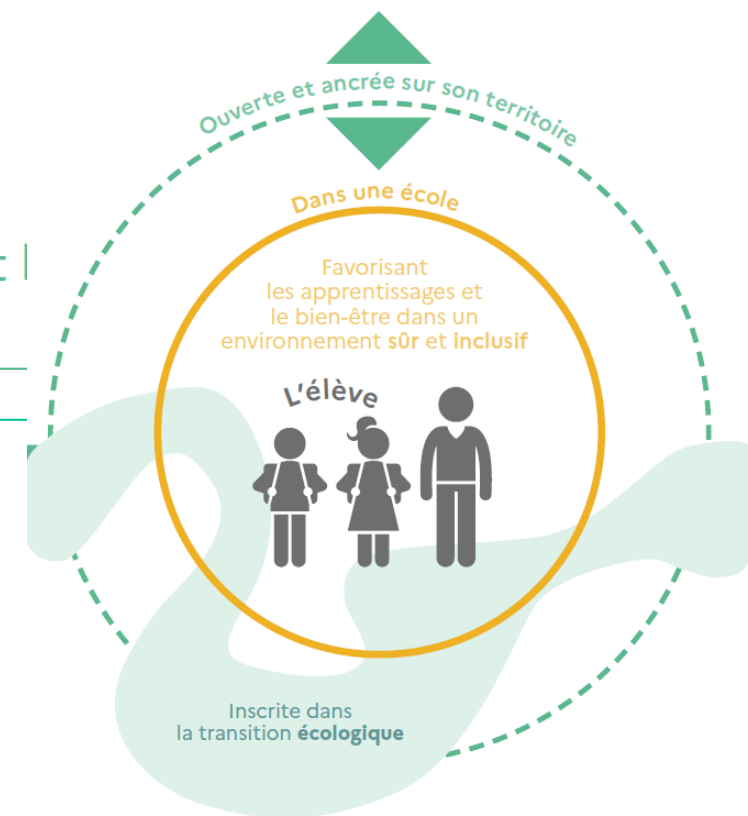 Ouverte et ancrée sur son territoire
Dans une école
Favorisant
les apprentissages et
le bien-être dans un
environnement sûr et inclusif
L'élève
Inscrite dans
la transition écologique